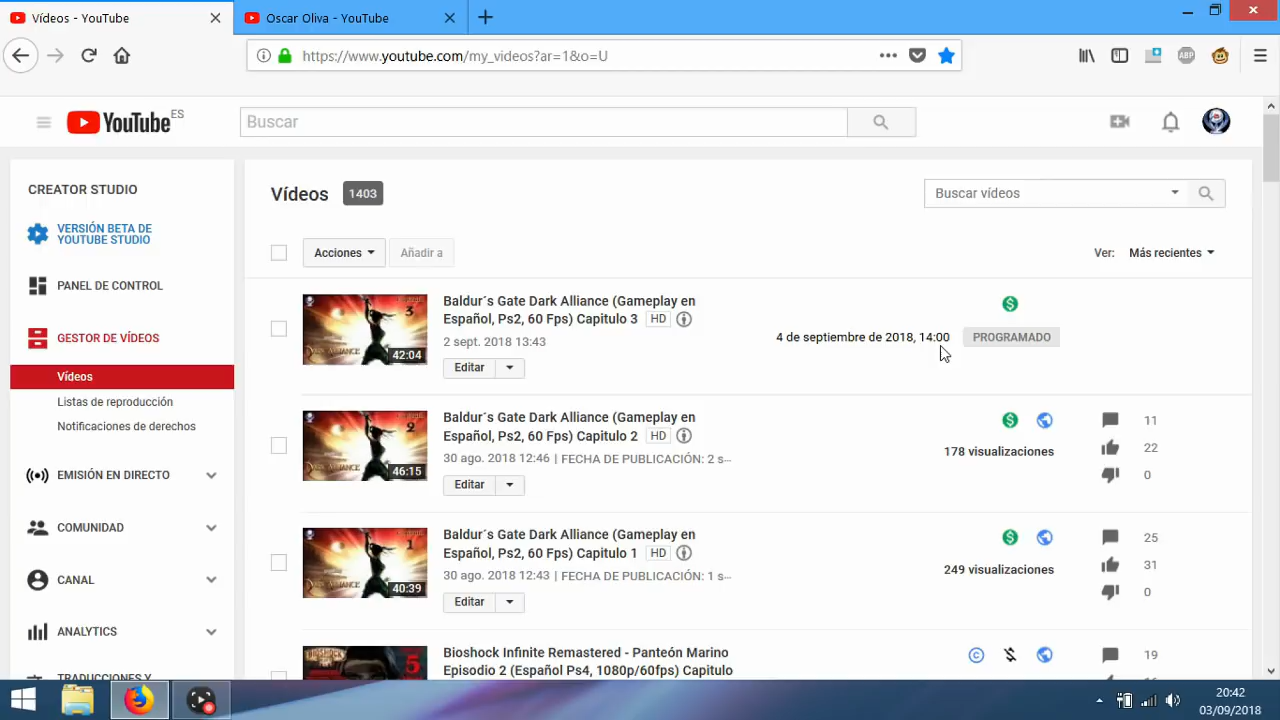 Vídeos - YouTube
Oscar Oliva - YouTube
https://www.youtube.com/my_videos?ar=1&o=U
ABP
YouTube ES
Buscar
CREATOR STUDIO
VERSIÓN BETA DE
YOUTUBE STUDIO
PANEL DE CONTROL
GESTOR DE VÍDEOS
Vídeos
Listas de reproducción
Notificaciones de derechos
EMISIÓN EN DIRECTO
COMUNIDAD
CANAL
ANALYTICS
TRADUCCIONES
Vídeos 1403
Buscar vídeos
Acciones
Añadir a
Ver: Más recientes
3
42:04
Baldur´s Gate Dark Alliance (Gameplay en
Español, Ps2, 60 Fps) Capitulo 3 HD
2 sept. 2018 13:43
Editar
4 de septiembre de 2018, 14:00 PROGRAMADO
2
46:15
Baldur´s Gate Dark Alliance (Gameplay en
Español, Ps2, 60 Fps) Capitulo 2 HD
30 ago. 2018 12:46 | FECHA DE PUBLICACIÓN: 2 s...
Editar
178 visualizaciones
11
22
0
1
40:39
Baldur´s Gate Dark Alliance (Gameplay en
Español, Ps2, 60 Fps) Capitulo 1 HD
30 ago. 2018 12:43 | FECHA DE PUBLICACIÓN: 1 s...
Editar
249 visualizaciones
25
31
0
5
Bioshock Infinite Remastered - Panteón Marino
Episodio 2 (Español Ps4, 1080p/60fps) Capitulo
19
20:42
03/09/2018